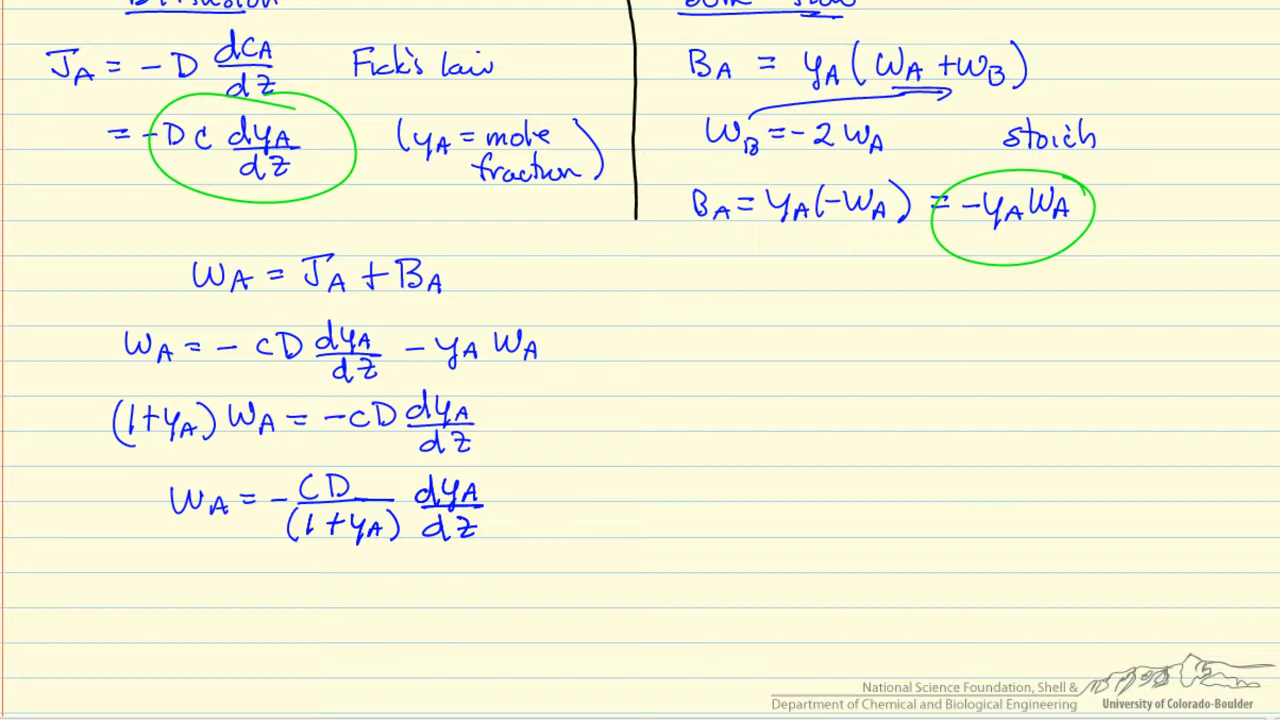 Diffusion
J_A = -D dC_A/dz   Fick's law
= -D C dy_A/dz   (y_A = mole fraction)
B_A = y_A (W_A + W_B)
W_B = -2 W_A   stoich
B_A = y_A (-W_A) = -y_A W_A
W_A = J_A + B_A
W_A = - CD dy_A/dz - y_A W_A
(1+y_A) W_A = -CD dy_A/dz
W_A = - CD/(1+y_A) dy_A/dz
National Science Foundation, Shell &
Department of Chemical and Biological Engineering
University of Colorado-Boulder